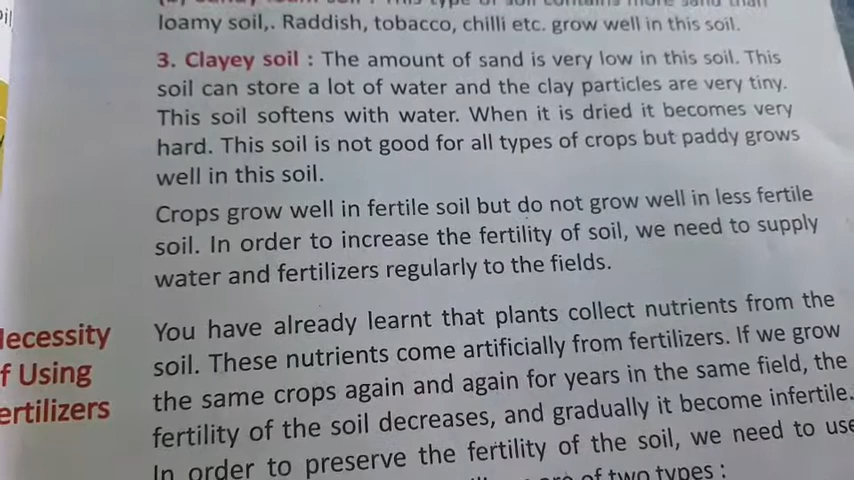 loamy soil,. Raddish, tobacco, chilli etc. grow well in this soil.
3. Clayey soil : The amount of sand is very low in this soil. This
soil can store a lot of water and the clay particles are very tiny.
This soil softens with water. When it is dried it becomes very
hard. This soil is not good for all types of crops but paddy grows
well in this soil.
Crops grow well in fertile soil but do not grow well in less fertile
soil. In order to increase the fertility of soil, we need to supply
water and fertilizers regularly to the fields.
ecessity
f Using
ertilizers
You have already learnt that plants collect nutrients from the
soil. These nutrients come artificially from fertilizers. If we grow
the same crops again and again for years in the same field, the
fertility of the soil decreases, and gradually it become infertile.
In order to preserve the fertility of the soil, we need to use
are of two types :